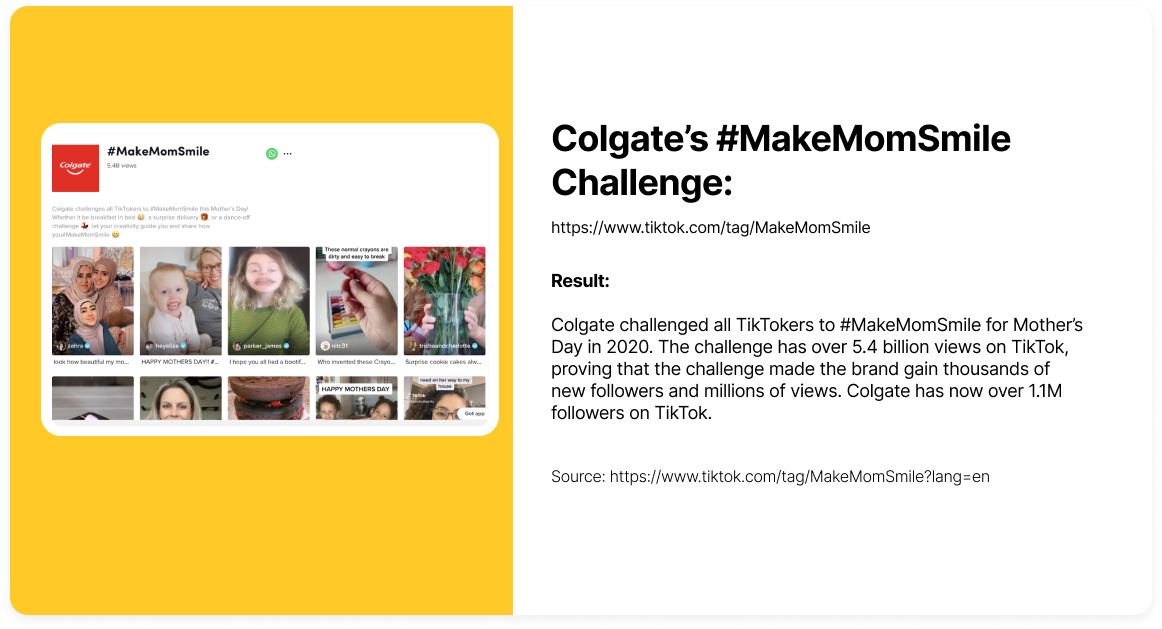 Colgate
#MakeMomSmile
5.4B views
Colgate challenges all TikTokers to #MakeMomSmile this Mother's Day!
Whether it be breakfast in bed 😄, a surprise delivery 🎁, or a dance-off
challenge 💃, let your creativity guide you and share how
you#MakeMomSmile 😄
These normal crayons are
dirty and easy to break
zahra
heyeliza
parker_james
nitc31
trishaandcharlotte
look how beautiful my mo...
HAPPY MOTHERS DAY!! #...
I hope you all had a bootif...
Who invented these Crayo...
Surprise cookie cakes alw...
HAPPY MOTHERS DAY
need on her way to my
house
TikTok
Get app
Colgate’s #MakeMomSmile
Challenge:
https://www.tiktok.com/tag/MakeMomSmile
Result:
Colgate challenged all TikTokers to #MakeMomSmile for Mother’s
Day in 2020. The challenge has over 5.4 billion views on TikTok,
proving that the challenge made the brand gain thousands of
new followers and millions of views. Colgate has now over 1.1M
followers on TikTok.
Source: https://www.tiktok.com/tag/MakeMomSmile?lang=en